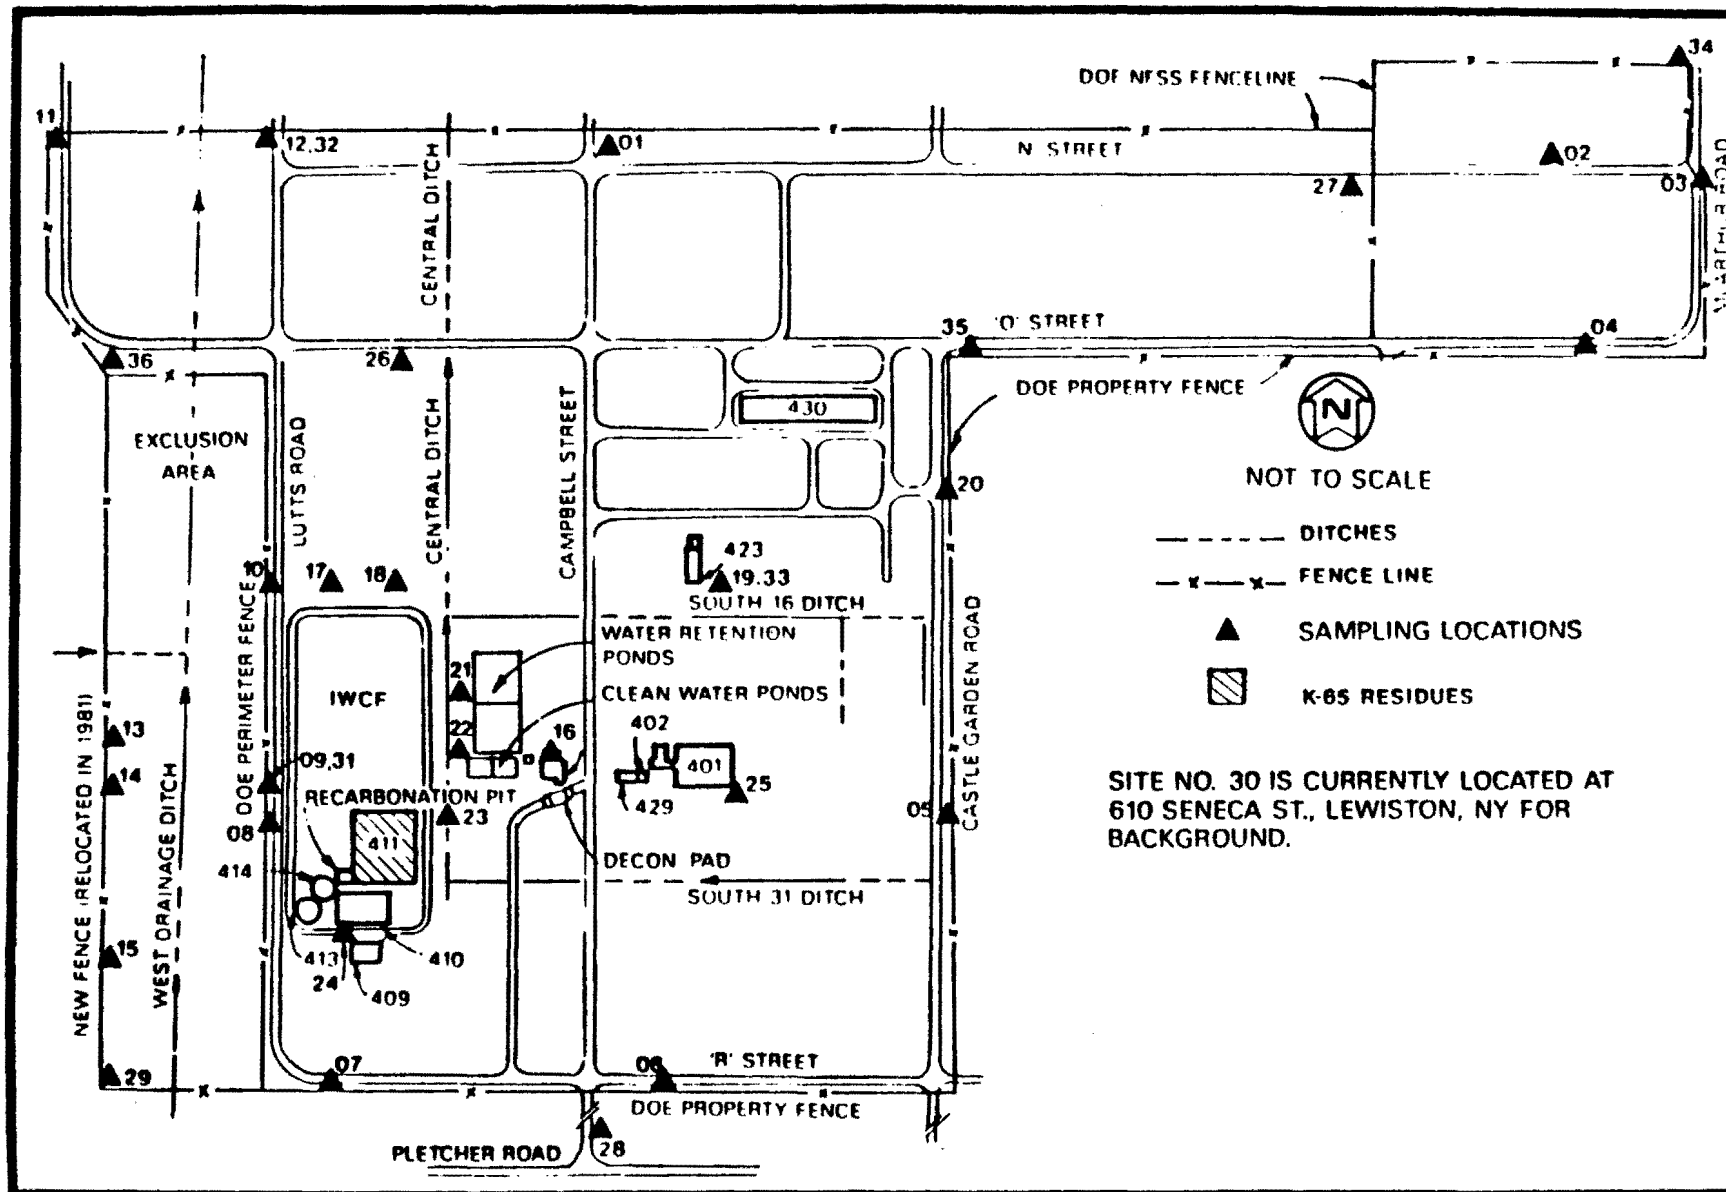 34
DOE NFSS FENCELINE
11
12,32
01
N STREET
02
27
03
CENTRAL DITCH
35
'O' STREET
04
36
26
DOE PROPERTY FENCE
430
N
NOT TO SCALE
EXCLUSION
AREA
LUTTS ROAD
CENTRAL DITCH
CAMPBELL STREET
20
DITCHES
FENCE LINE
423
10
17
18
19.33
SOUTH 16 DITCH
SAMPLING LOCATIONS
WATER RETENTION
PONDS
CLEAN WATER PONDS
K-65 RESIDUES
DOE PERIMETER FENCE
IWCF
21
22
16
402
401
429
25
CASTLE GARDEN ROAD
05
13
14
09,31
RECARBONATION PIT
08
23
411
414
DECON PAD
SOUTH 31 DITCH
SITE NO. 30 IS CURRENTLY LOCATED AT
610 SENECA ST., LEWISTON, NY FOR
BACKGROUND.
NEW FENCE (RELOCATED IN 1981)
WEST DRAINAGE DITCH
15
413
24
410
409
29
07
06
'R' STREET
DOE PROPERTY FENCE
PLETCHER ROAD
28